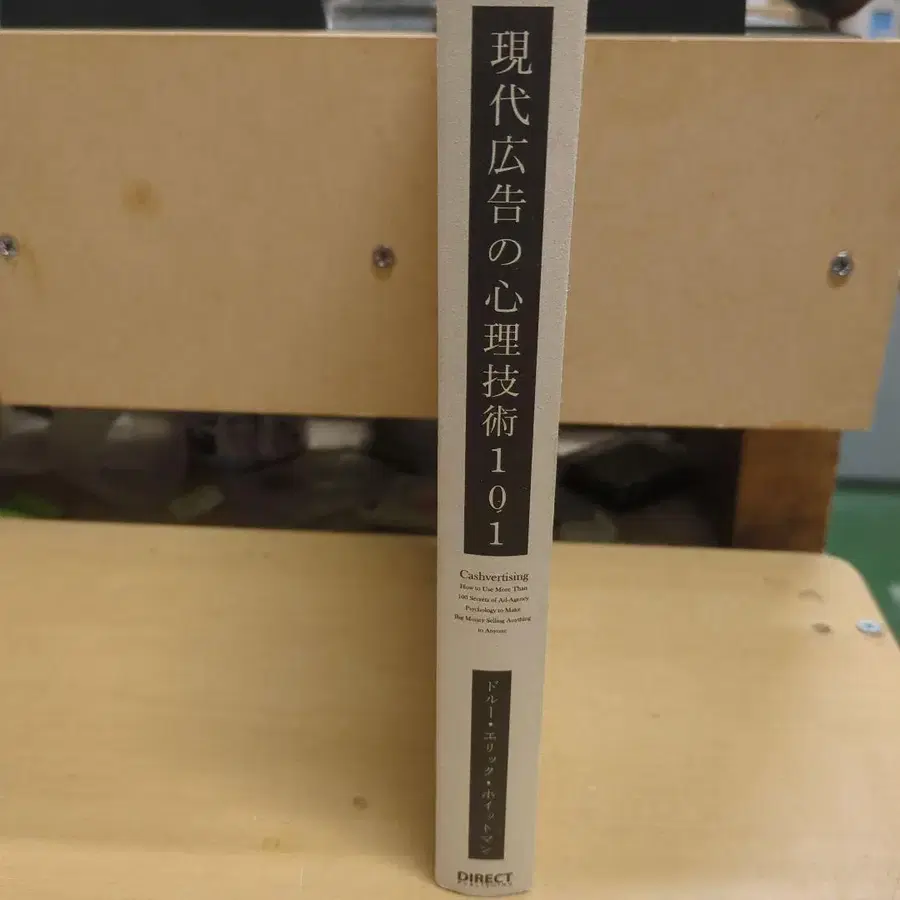 現代広告の心理技術101
Cashvertising
How to Use More Than
100 Secrets of Ad-Agency
Psychology to Make
Big Money Selling Anything
to Anyone
ドルー・エリック・ホイットマン
DIRECT
PUBLISHING